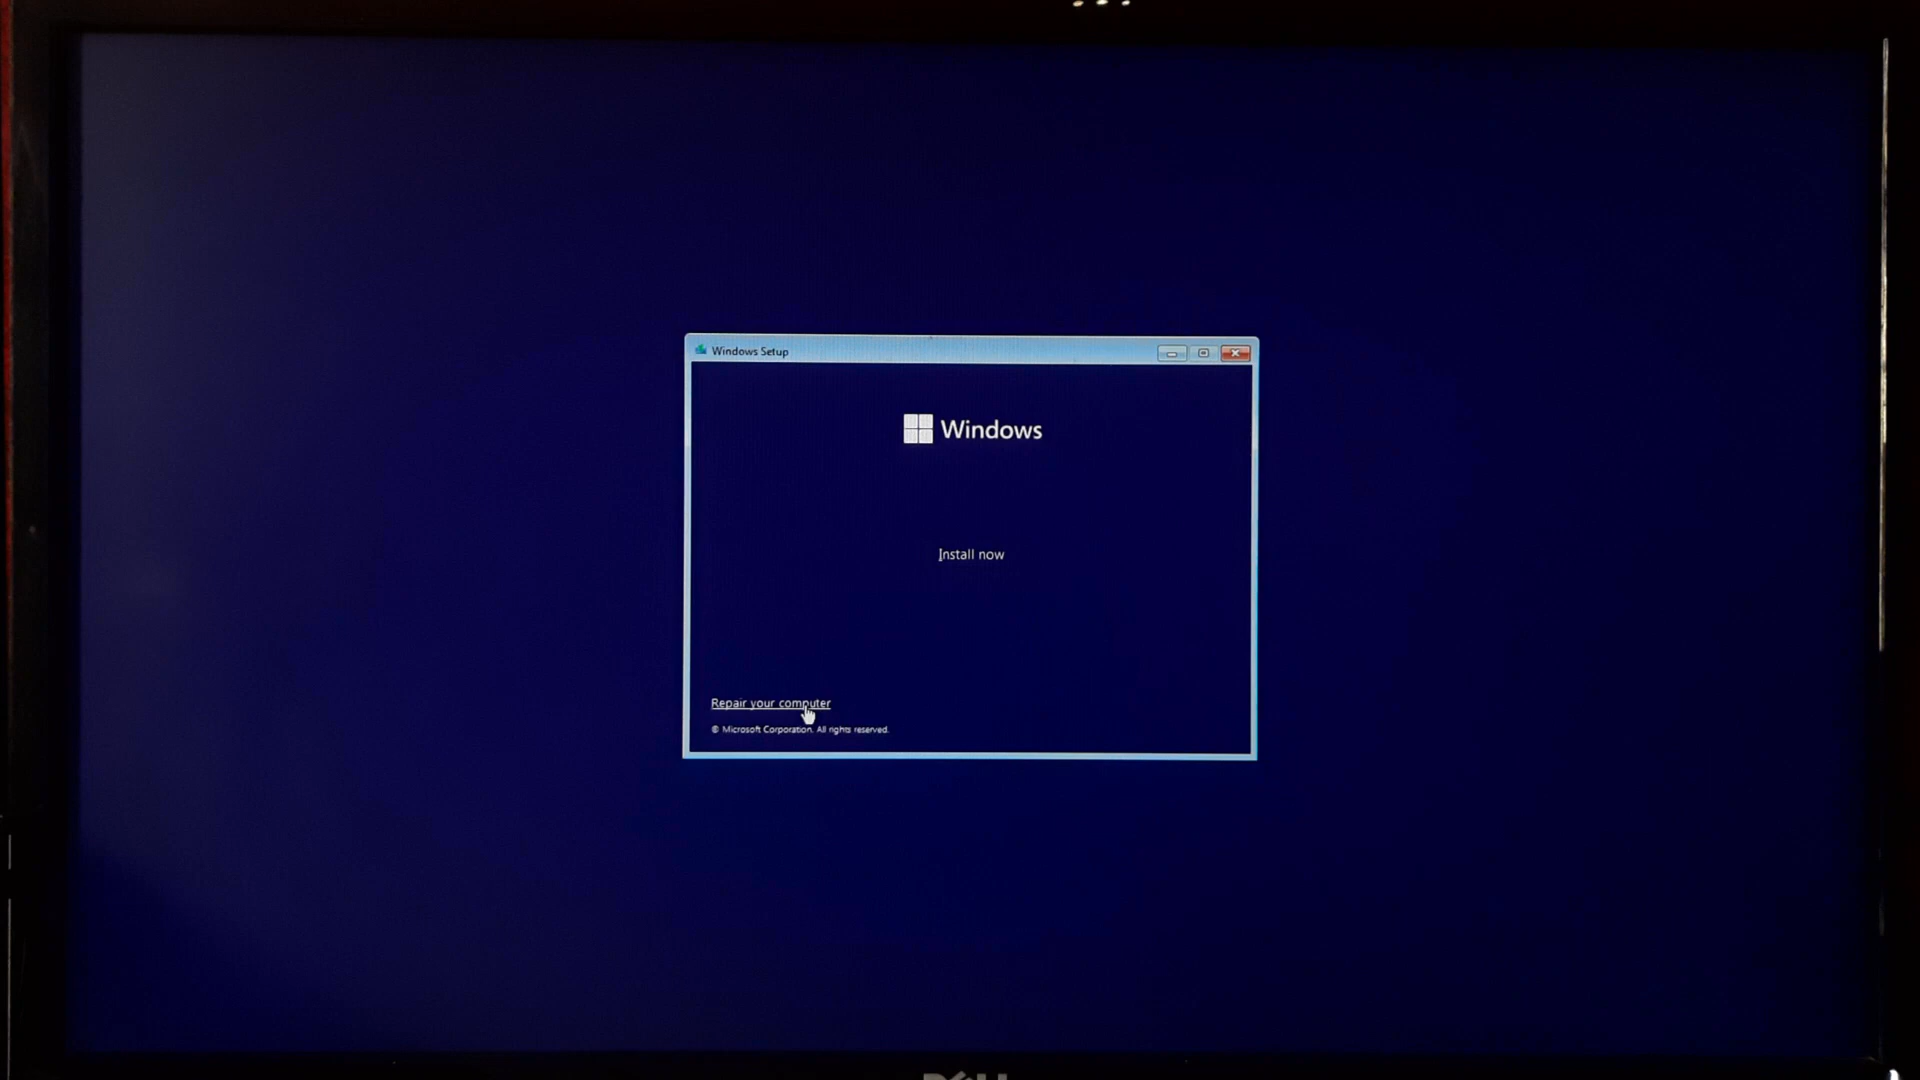 Windows Setup
Windows
Install now
Repair your computer
© Microsoft Corporation. All rights reserved.